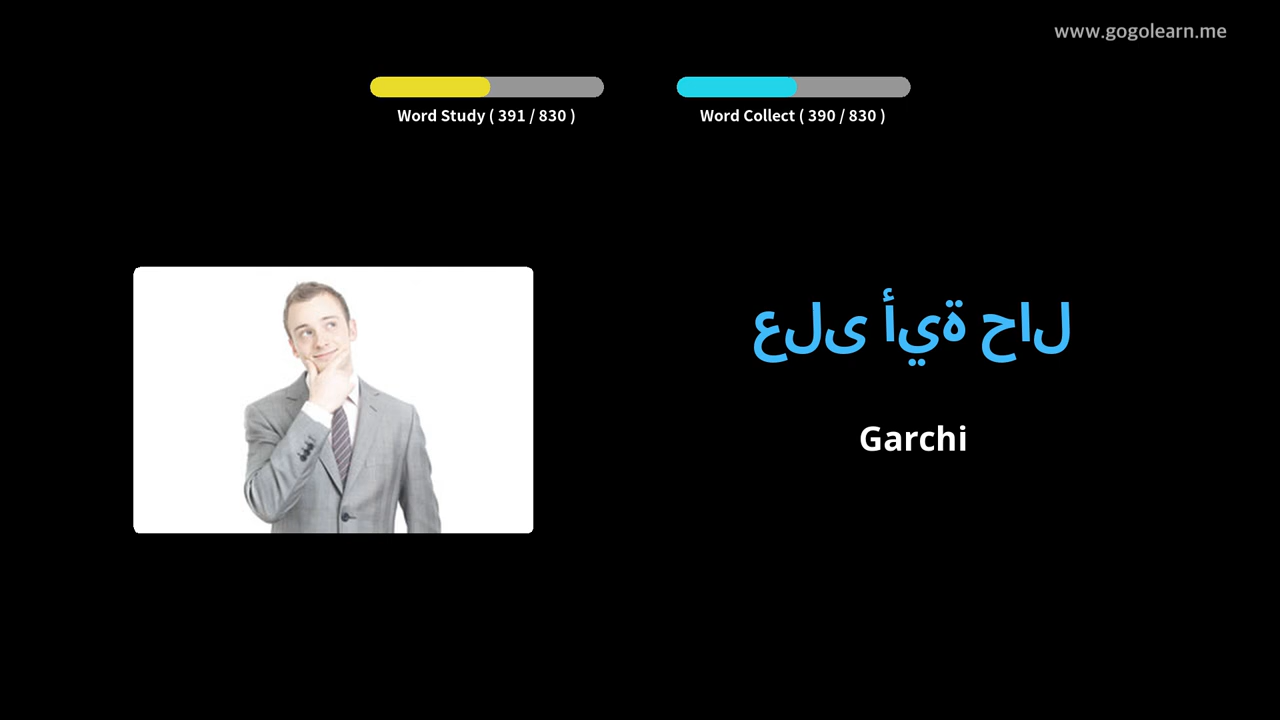 www.gogolearn.me
Word Study ( 391 / 830 )
Word Collect ( 390 / 830 )
على أية حال
Garchi